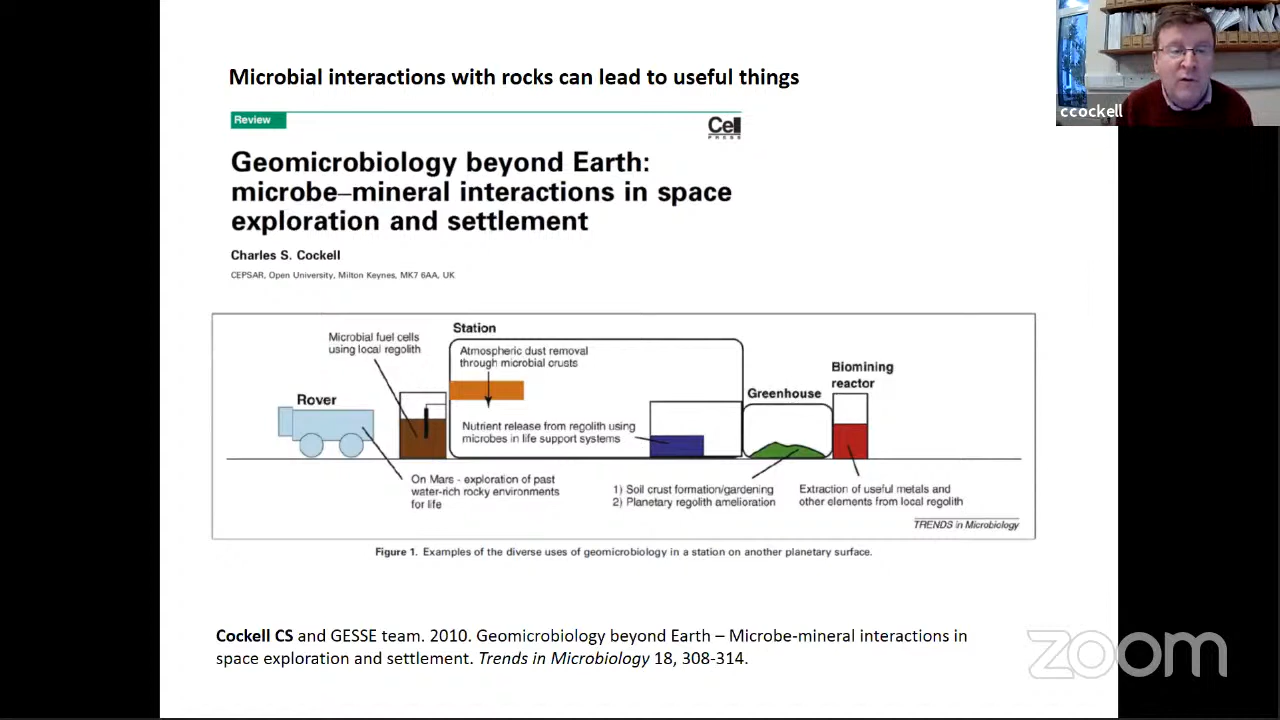 Microbial interactions with rocks can lead to useful things
ccockell
Review
Cell
PRESS
Geomicrobiology beyond Earth:
microbe–mineral interactions in space
exploration and settlement
Charles S. Cockell
CEPSAR, Open University, Milton Keynes, MK7 6AA, UK
Microbial fuel cells
using local regolith
Station
Atmospheric dust removal
through microbial crusts
Rover
Nutrient release from regolith using
microbes in life support systems
Greenhouse
Biomining
reactor
On Mars - exploration of past
water-rich rocky environments
for life
1) Soil crust formation/gardening
2) Planetary regolith amelioration
Extraction of useful metals and
other elements from local regolith
TRENDS in Microbiology
Figure 1. Examples of the diverse uses of geomicrobiology in a station on another planetary surface.
Cockell CS and GESSE team. 2010. Geomicrobiology beyond Earth – Microbe-mineral interactions in
space exploration and settlement. Trends in Microbiology 18, 308-314.
zoom